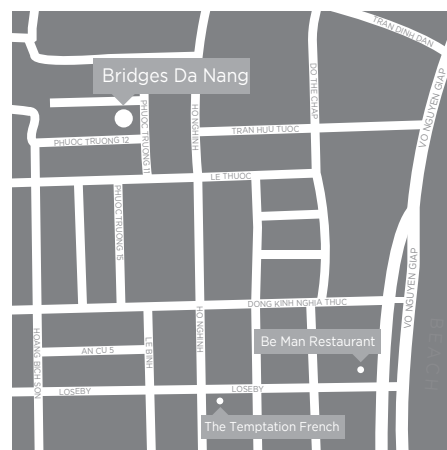 TRAN DINH DAN
Bridges Da Nang
DO THE CHAP
VO NGUYEN GIAP
PHUOC TRUONG 11
HO NGHINH
TRAN HUU TUOC
PHUOC TRUONG 12
LE THUOC
PHUOC TRUONG 15
VO NGUYEN GIAP
DONG KINH NGHIA THUC
HOANG BICH SON
LE BINH
HO NGHINH
BEACH
Be Man Restaurant
AN CU 5
LOSEBY
LOSEBY
The Temptation French